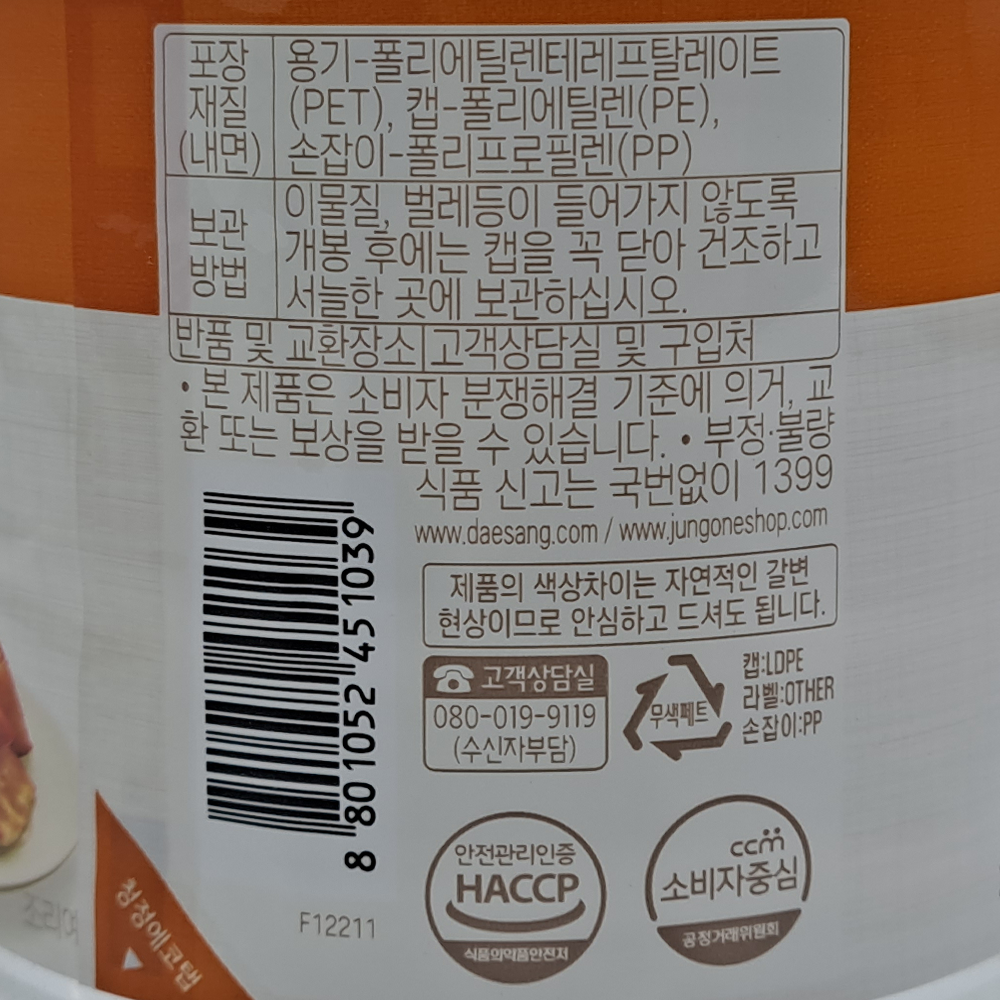 포장 재질 (내면)
용기-폴리에틸렌테레프탈레이트
(PET), 캡-폴리에틸렌(PE),
손잡이-폴리프로필렌(PP)
보관 방법
이물질, 벌레등이 들어가지 않도록
개봉 후에는 캡을 꼭 닫아 건조하고
서늘한 곳에 보관하십시오.
반품 및 교환장소 고객상담실 및 구입처
• 본 제품은 소비자 분쟁해결 기준에 의거, 교
환 또는 보상을 받을 수 있습니다. • 부정·불량
식품 신고는 국번없이 1399
www.daesang.com / www.jungoneshop.com
제품의 색상차이는 자연적인 갈변
현상이므로 안심하고 드셔도 됩니다.
고객상담실
080-019-9119
(수신자부담)
무색페트
캡:LDPE
라벨:OTHER
손잡이:PP
8 801052 451039
안전관리인증
HACCP
식품의약품안전처
ccm
소비자중심
공정거래위원회
F12211
청정에코탭